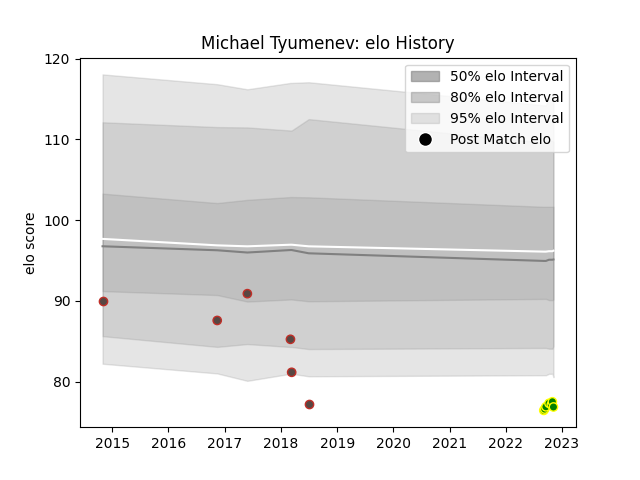 Michael Tyumenev: elo History
120
50% elo Interval
80% elo Interval
95% elo Interval
Post Match elo
110
100
90
80
elo score
2015 2016 2017 2018 2019 2020 2021 2022 2023